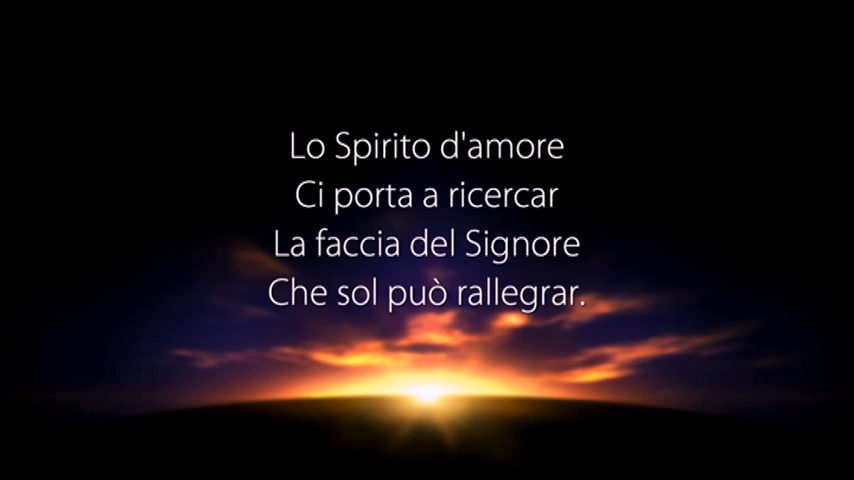 Lo Spirito d'amore
Ci porta a ricercar
La faccia del Signore
Che sol può rallegrar.